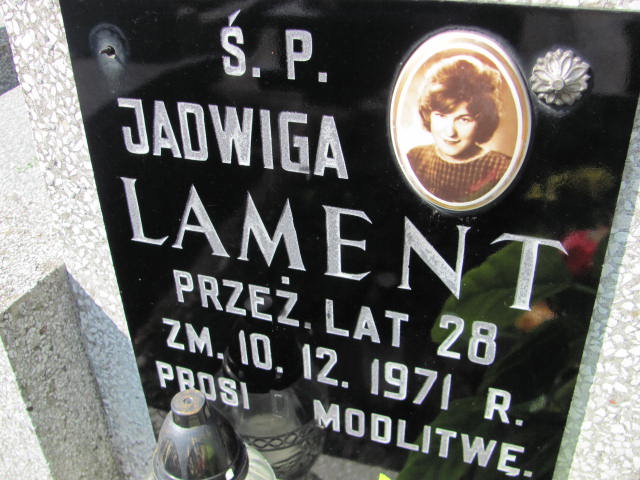 Ś. P.
JADWIGA
LAMENT
PRZEŻ. LAT 28
ZM. 10. 12. 1971 R.
PROSI O MODLITWĘ.